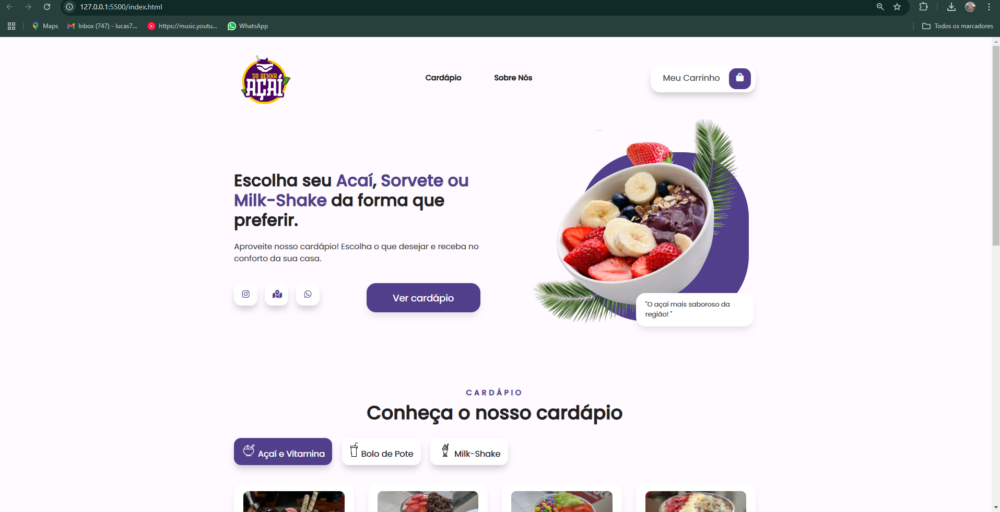 127.0.0.1:5500/index.html
Maps
Inbox (747) - lucas7...
https://music.youtu...
WhatsApp
Todos os marcadores
DO SENNA
AÇAÍ
Cardápio
Sobre Nós
Meu Carrinho
Escolha seu Acaí, Sorvete ou
Milk-Shake da forma que
preferir.
Aproveite nosso cardápio! Escolha o que desejar e receba no
conforto da sua casa.
Ver cardápio
"O açaí mais saboroso da
região! "
CARDÁPIO
Conheça o nosso cardápio
Açaí e Vitamina
Bolo de Pote
Milk-Shake